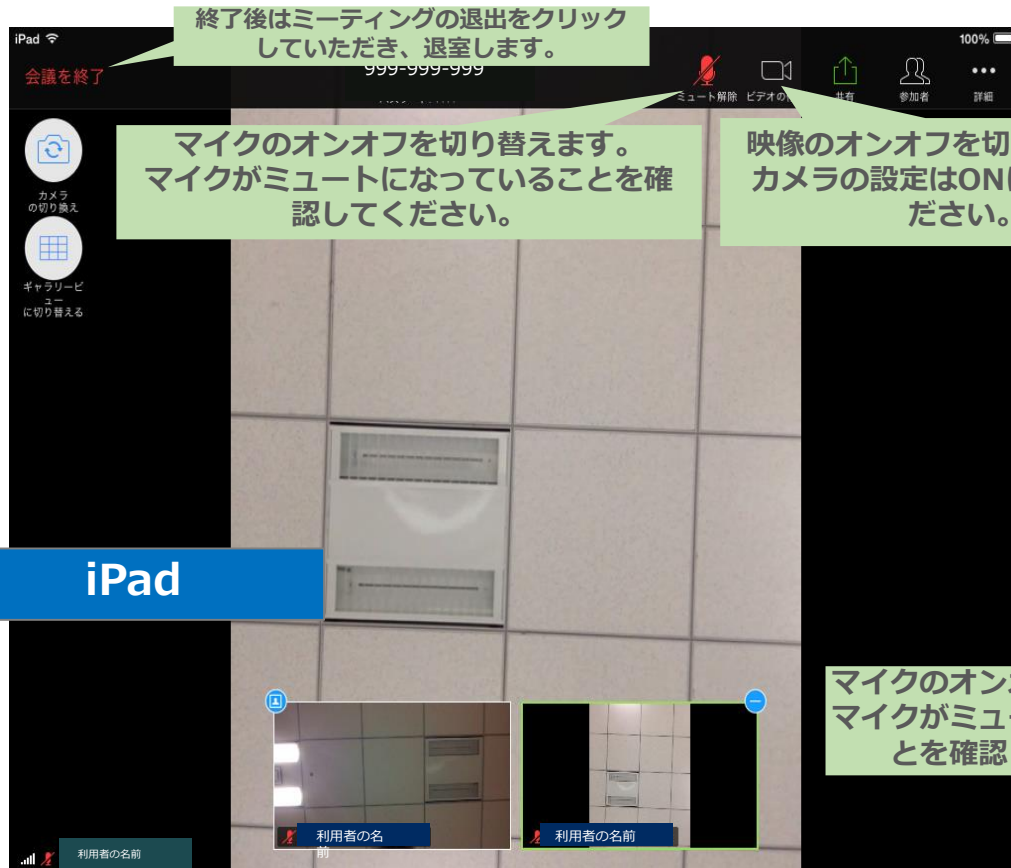 終了後はミーティングの退出をクリック
していただき、退室します。
iPad
100%
会議を終了
999-999-999
ミュート解除
ビデオの
共有
参加者
詳細
マイクのオンオフを切り替えます。
マイクがミュートになっていることを確
認してください。
映像のオンオフを切
カメラの設定はON
ださい。
カメラ
の切り換え
ギャラリービ
ュー
に切り替える
iPad
マイクのオン
マイクがミュ
とを確認
利用者の名
前
利用者の名前
利用者の名前